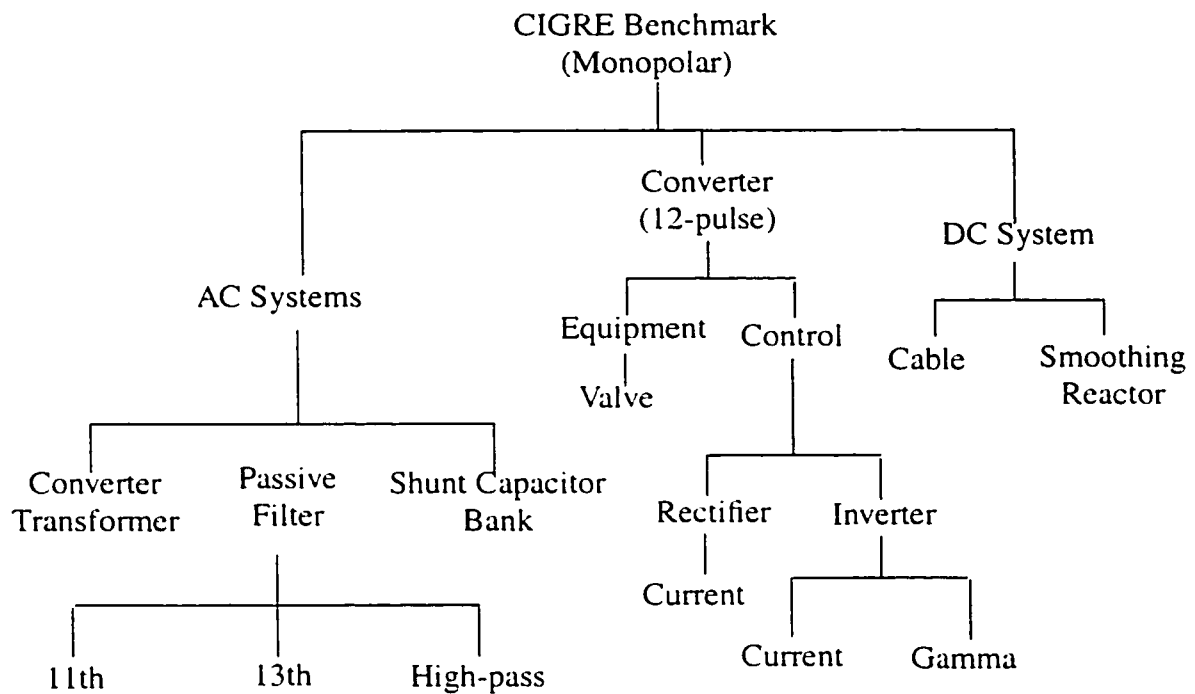 CIGRE Benchmark
(Monopolar)
Converter
(12-pulse)
DC System
AC Systems
Equipment
Control
Cable
Smoothing
Reactor
Valve
Converter
Transformer
Passive
Filter
Shunt Capacitor
Bank
Rectifier
Inverter
Current
Current
Gamma
11th
13th
High-pass